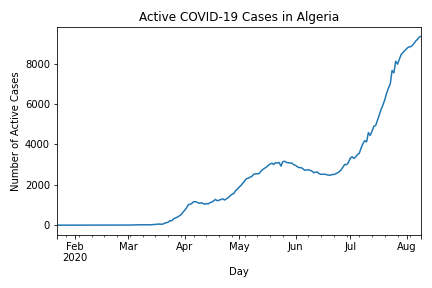 Active COVID-19 Cases in Algeria
Number of Active Cases
8000
6000
4000
2000
0
Feb Mar Apr May Jun Jul Aug
2020
Day